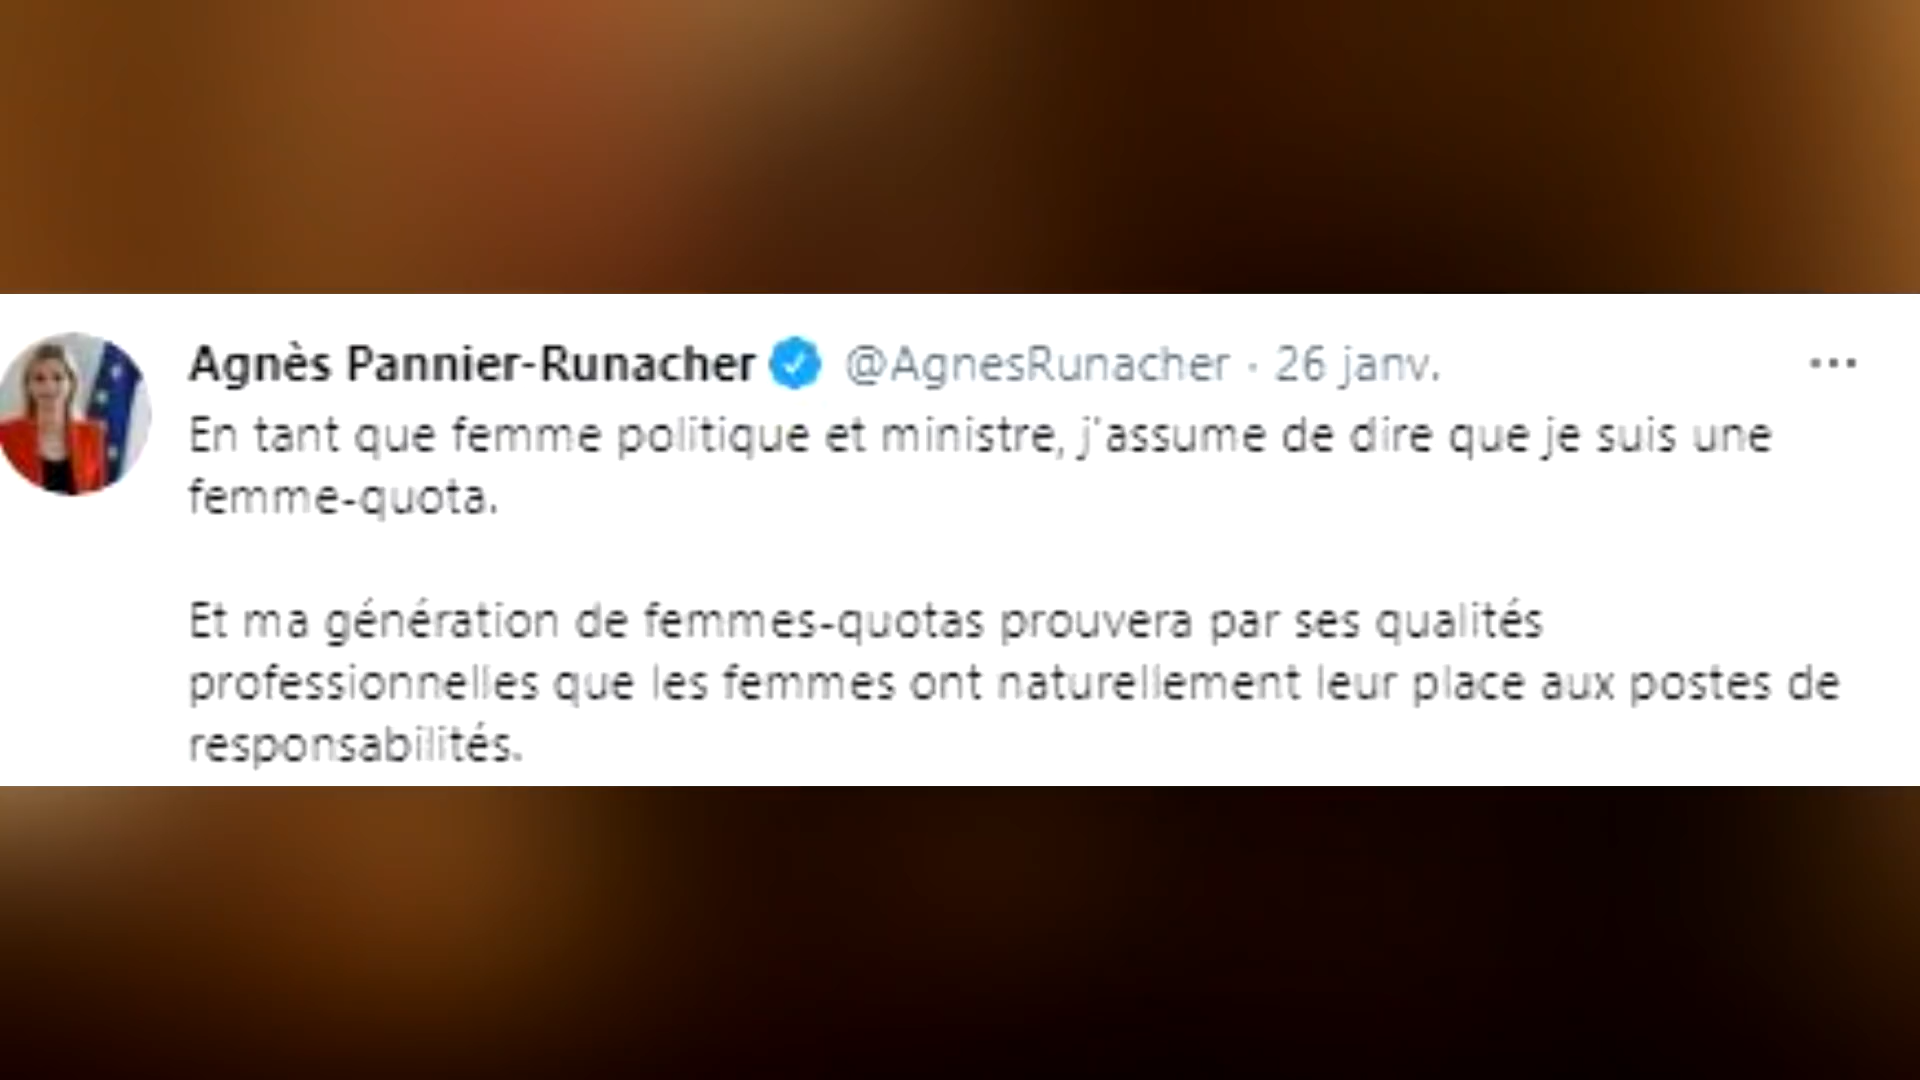 Agnès Pannier-Runacher @AgnesRunacher · 26 janv.
En tant que femme politique et ministre, j'assume de dire que je suis une
femme-quota.
Et ma génération de femmes-quotas prouvera par ses qualités
professionnelles que les femmes ont naturellement leur place aux postes de
responsabilités.